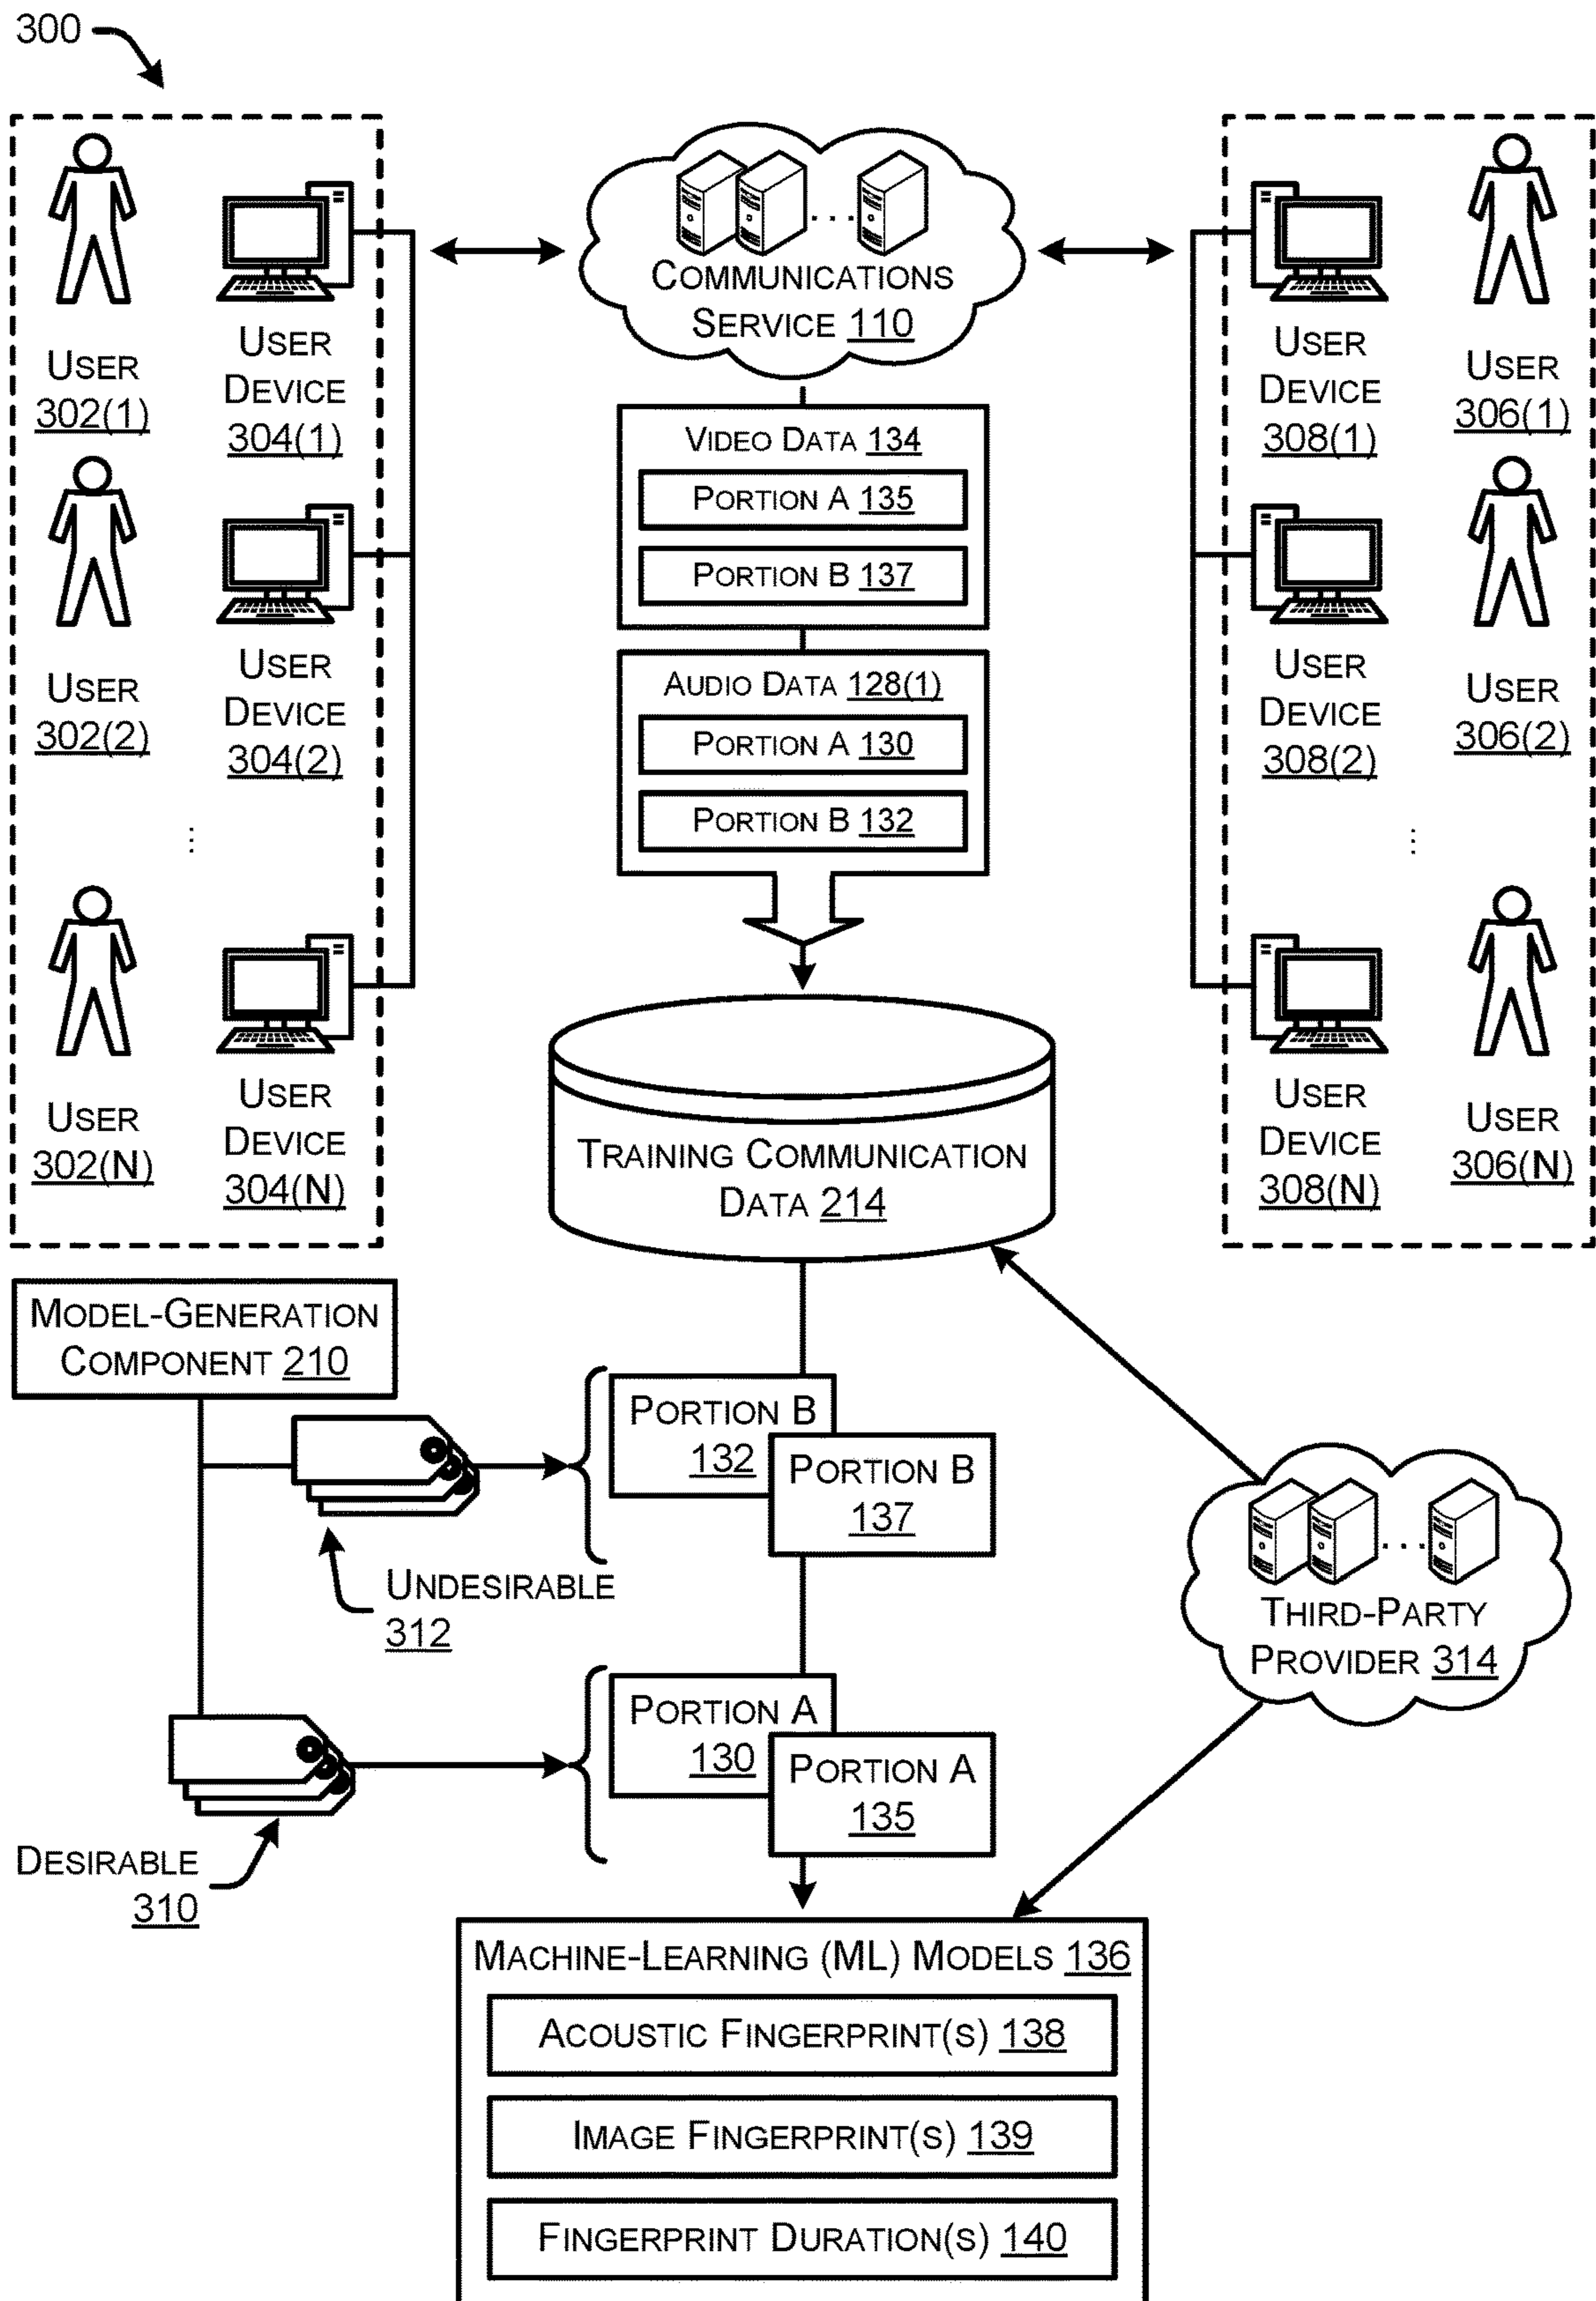 300
USER
302(1)
USER
DEVICE
304(1)
USER
302(2)
USER
DEVICE
304(2)
...
USER
302(N)
USER
DEVICE
304(N)
...
COMMUNICATIONS
SERVICE 110
VIDEO DATA 134
PORTION A 135
PORTION B 137
AUDIO DATA 128(1)
PORTION A 130
PORTION B 132
USER
DEVICE
308(1)
USER
306(1)
USER
DEVICE
308(2)
USER
306(2)
...
USER
DEVICE
308(N)
USER
306(N)
TRAINING COMMUNICATION
DATA 214
MODEL-GENERATION
COMPONENT 210
PORTION B
132
PORTION B
137
UNDESIRABLE
312
...
THIRD-PARTY
PROVIDER 314
PORTION A
130
PORTION A
135
DESIRABLE
310
MACHINE-LEARNING (ML) MODELS 136
ACOUSTIC FINGERPRINT(S) 138
IMAGE FINGERPRINT(S) 139
FINGERPRINT DURATION(S) 140